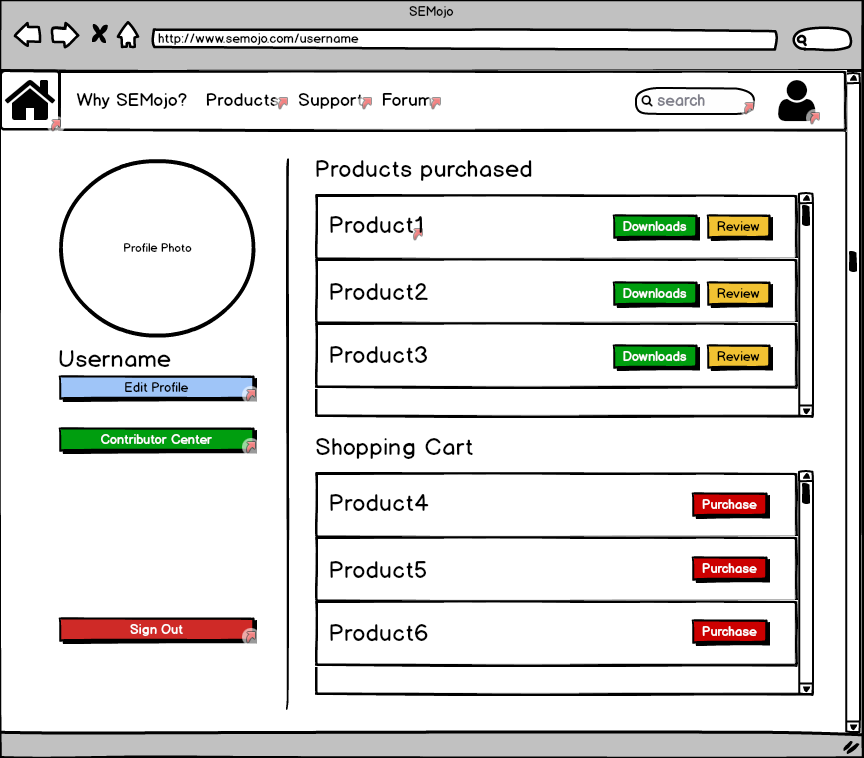 SEMojo
http://www.semojo.com/username
Why SEMojo? Products Support Forum search
Profile Photo
Username
Edit Profile
Contributor Center
Sign Out
Products purchased
Product1 Downloads Review
Product2 Downloads Review
Product3 Downloads Review
Shopping Cart
Product4 Purchase
Product5 Purchase
Product6 Purchase